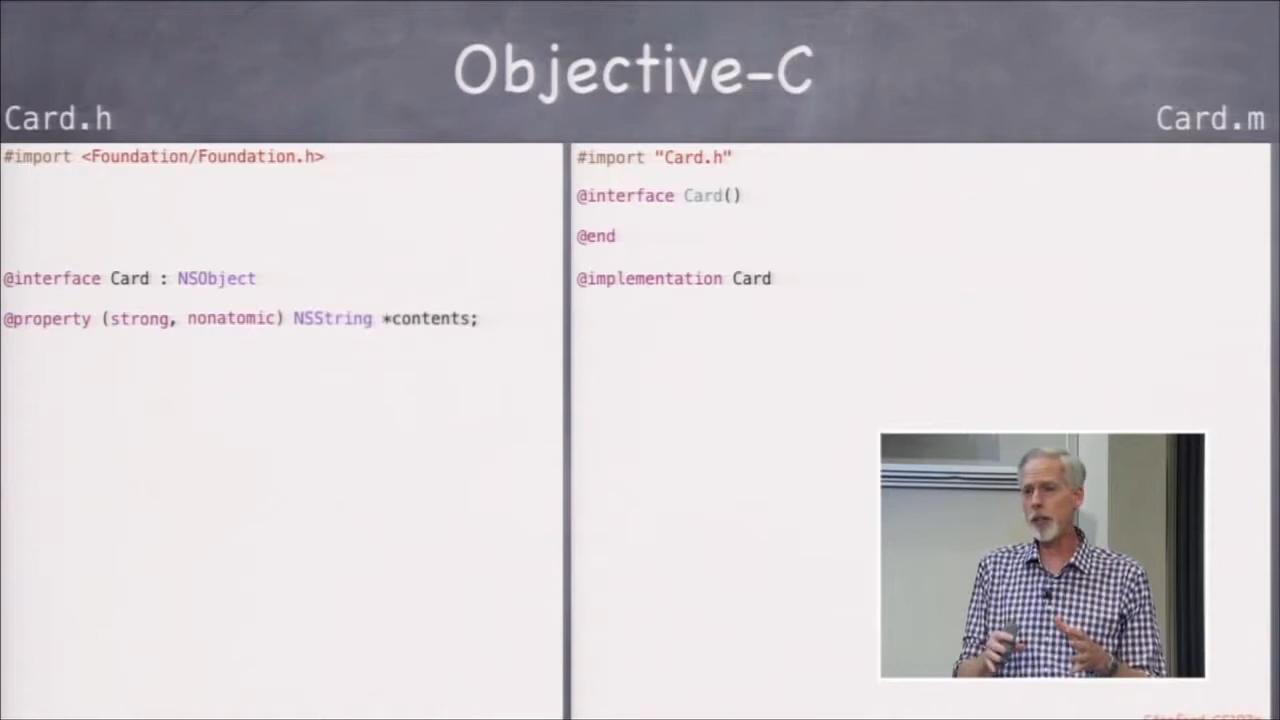 Objective-C
Card.h
Card.m
#import <Foundation/Foundation.h>
@interface Card : NSObject
@property (strong, nonatomic) NSString *contents;
#import "Card.h"
@interface Card()
@end
@implementation Card